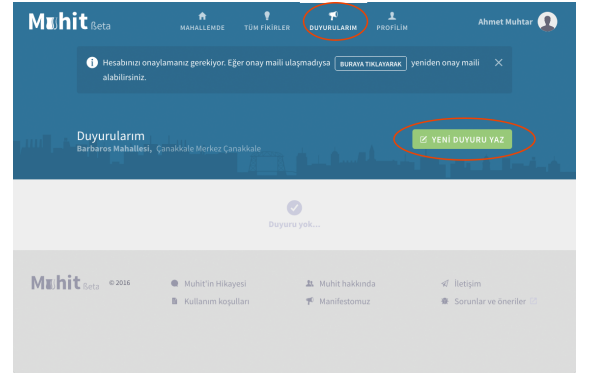 Muhit Beta
MAHALLEMDE
TÜM FİKİRLER
DUYURULARIM
PROFİLİM
Ahmet Muhtar
Hesabınızı onaylamanız gerekiyor. Eğer onay maili ulaşmadıysa BURAYA TIKLAYARAK yeniden onay maili
alabilirsiniz.
Duyurularım
Barbaros Mahallesi, Çanakkale Merkez Çanakkale
YENİ DUYURU YAZ
Duyuru yok...
Muhit Beta © 2016
Muhit'in Hikayesi
Muhit hakkında
İletişim
Kullanım koşulları
Manifestomuz
Sorunlar ve öneriler